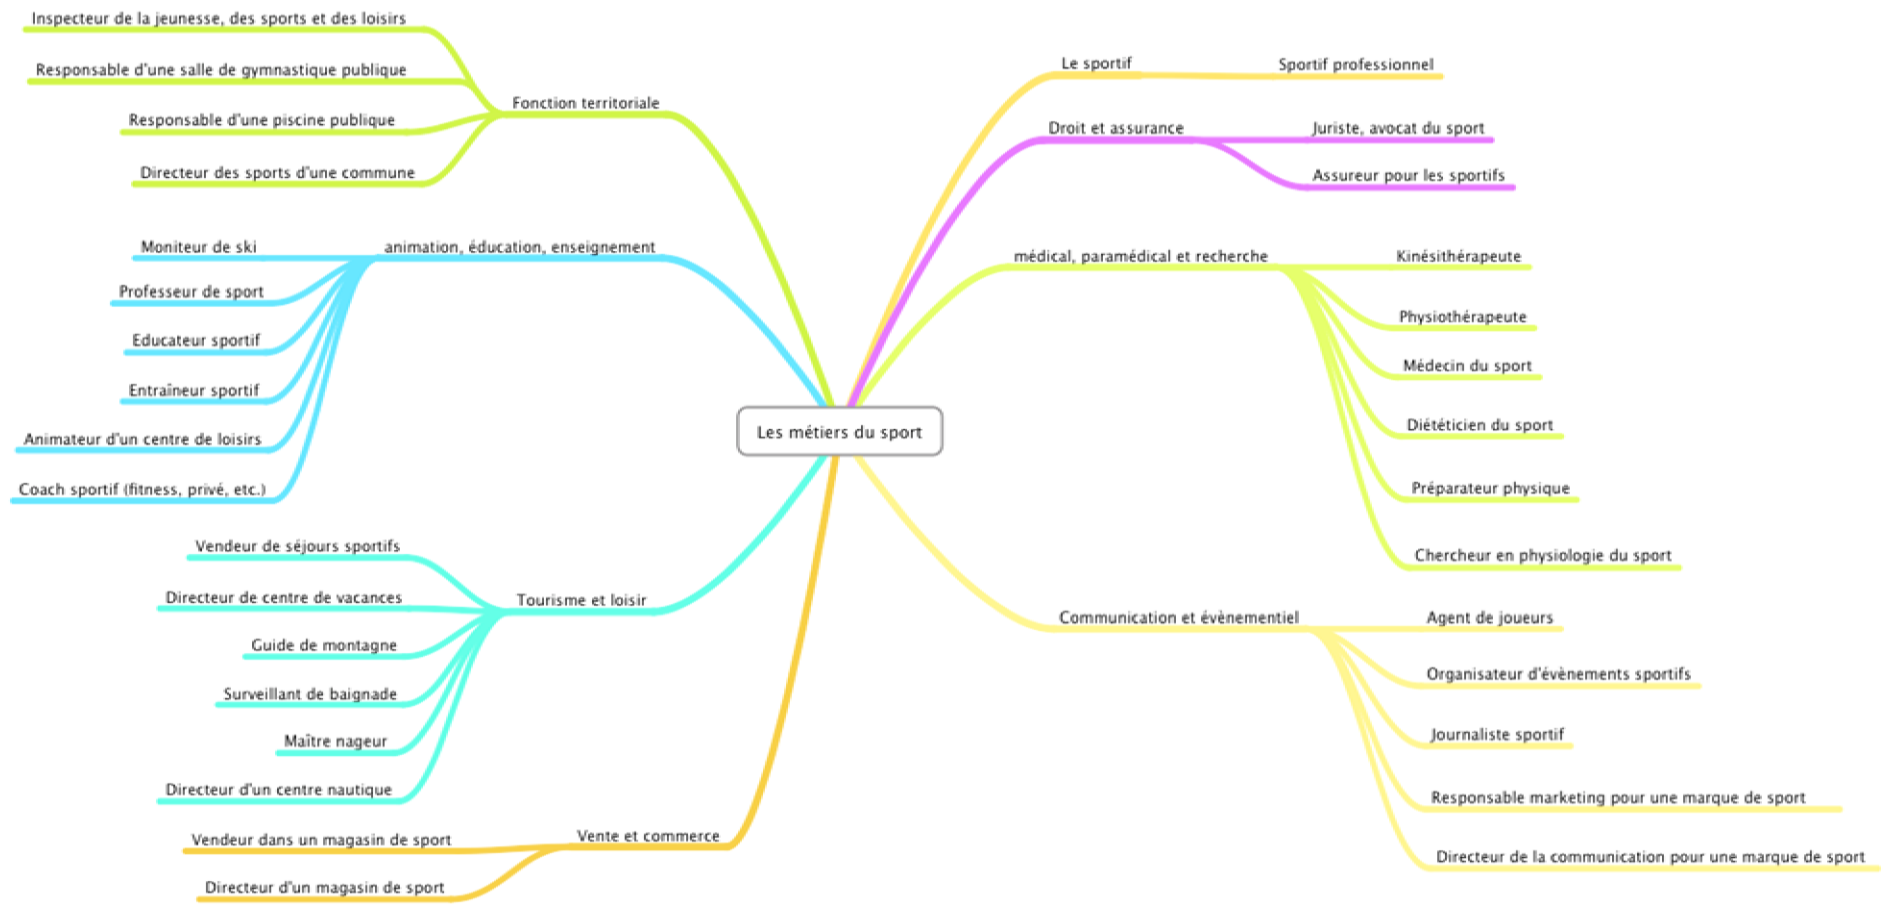 Les métiers du sport
Fonction territoriale
Inspecteur de la jeunesse, des sports et des loisirs
Responsable d'une salle de gymnastique publique
Responsable d'une piscine publique
Directeur des sports d'une commune
animation, éducation, enseignement
Moniteur de ski
Professeur de sport
Educateur sportif
Entraîneur sportif
Animateur d'un centre de loisirs
Coach sportif (fitness, privé, etc.)
Tourisme et loisir
Vendeur de séjours sportifs
Directeur de centre de vacances
Guide de montagne
Surveillant de baignade
Maître nageur
Directeur d'un centre nautique
Vente et commerce
Vendeur dans un magasin de sport
Directeur d'un magasin de sport
Le sportif
Sportif professionnel
Droit et assurance
Juriste, avocat du sport
Assureur pour les sportifs
médical, paramédical et recherche
Kinésithérapeute
Physiothérapeute
Médecin du sport
Diététicien du sport
Préparateur physique
Chercheur en physiologie du sport
Communication et évènementiel
Agent de joueurs
Organisateur d'évènements sportifs
Journaliste sportif
Responsable marketing pour une marque de sport
Directeur de la communication pour une marque de sport